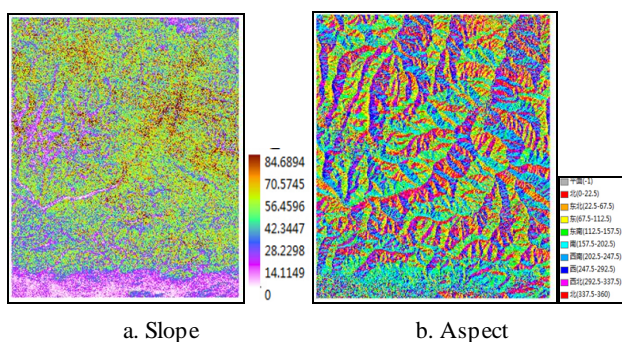 84.6894
70.5745
56.4596
42.3447
28.2298
14.1149
0
平面(-1)
北(0-22.5)
东北(22.5-67.5)
东(67.5-112.5)
东南(112.5-157.5)
南(157.5-202.5)
西南(202.5-247.5)
西(247.5-292.5)
西北(292.5-337.5)
北(337.5-360)
a. Slope
b. Aspect